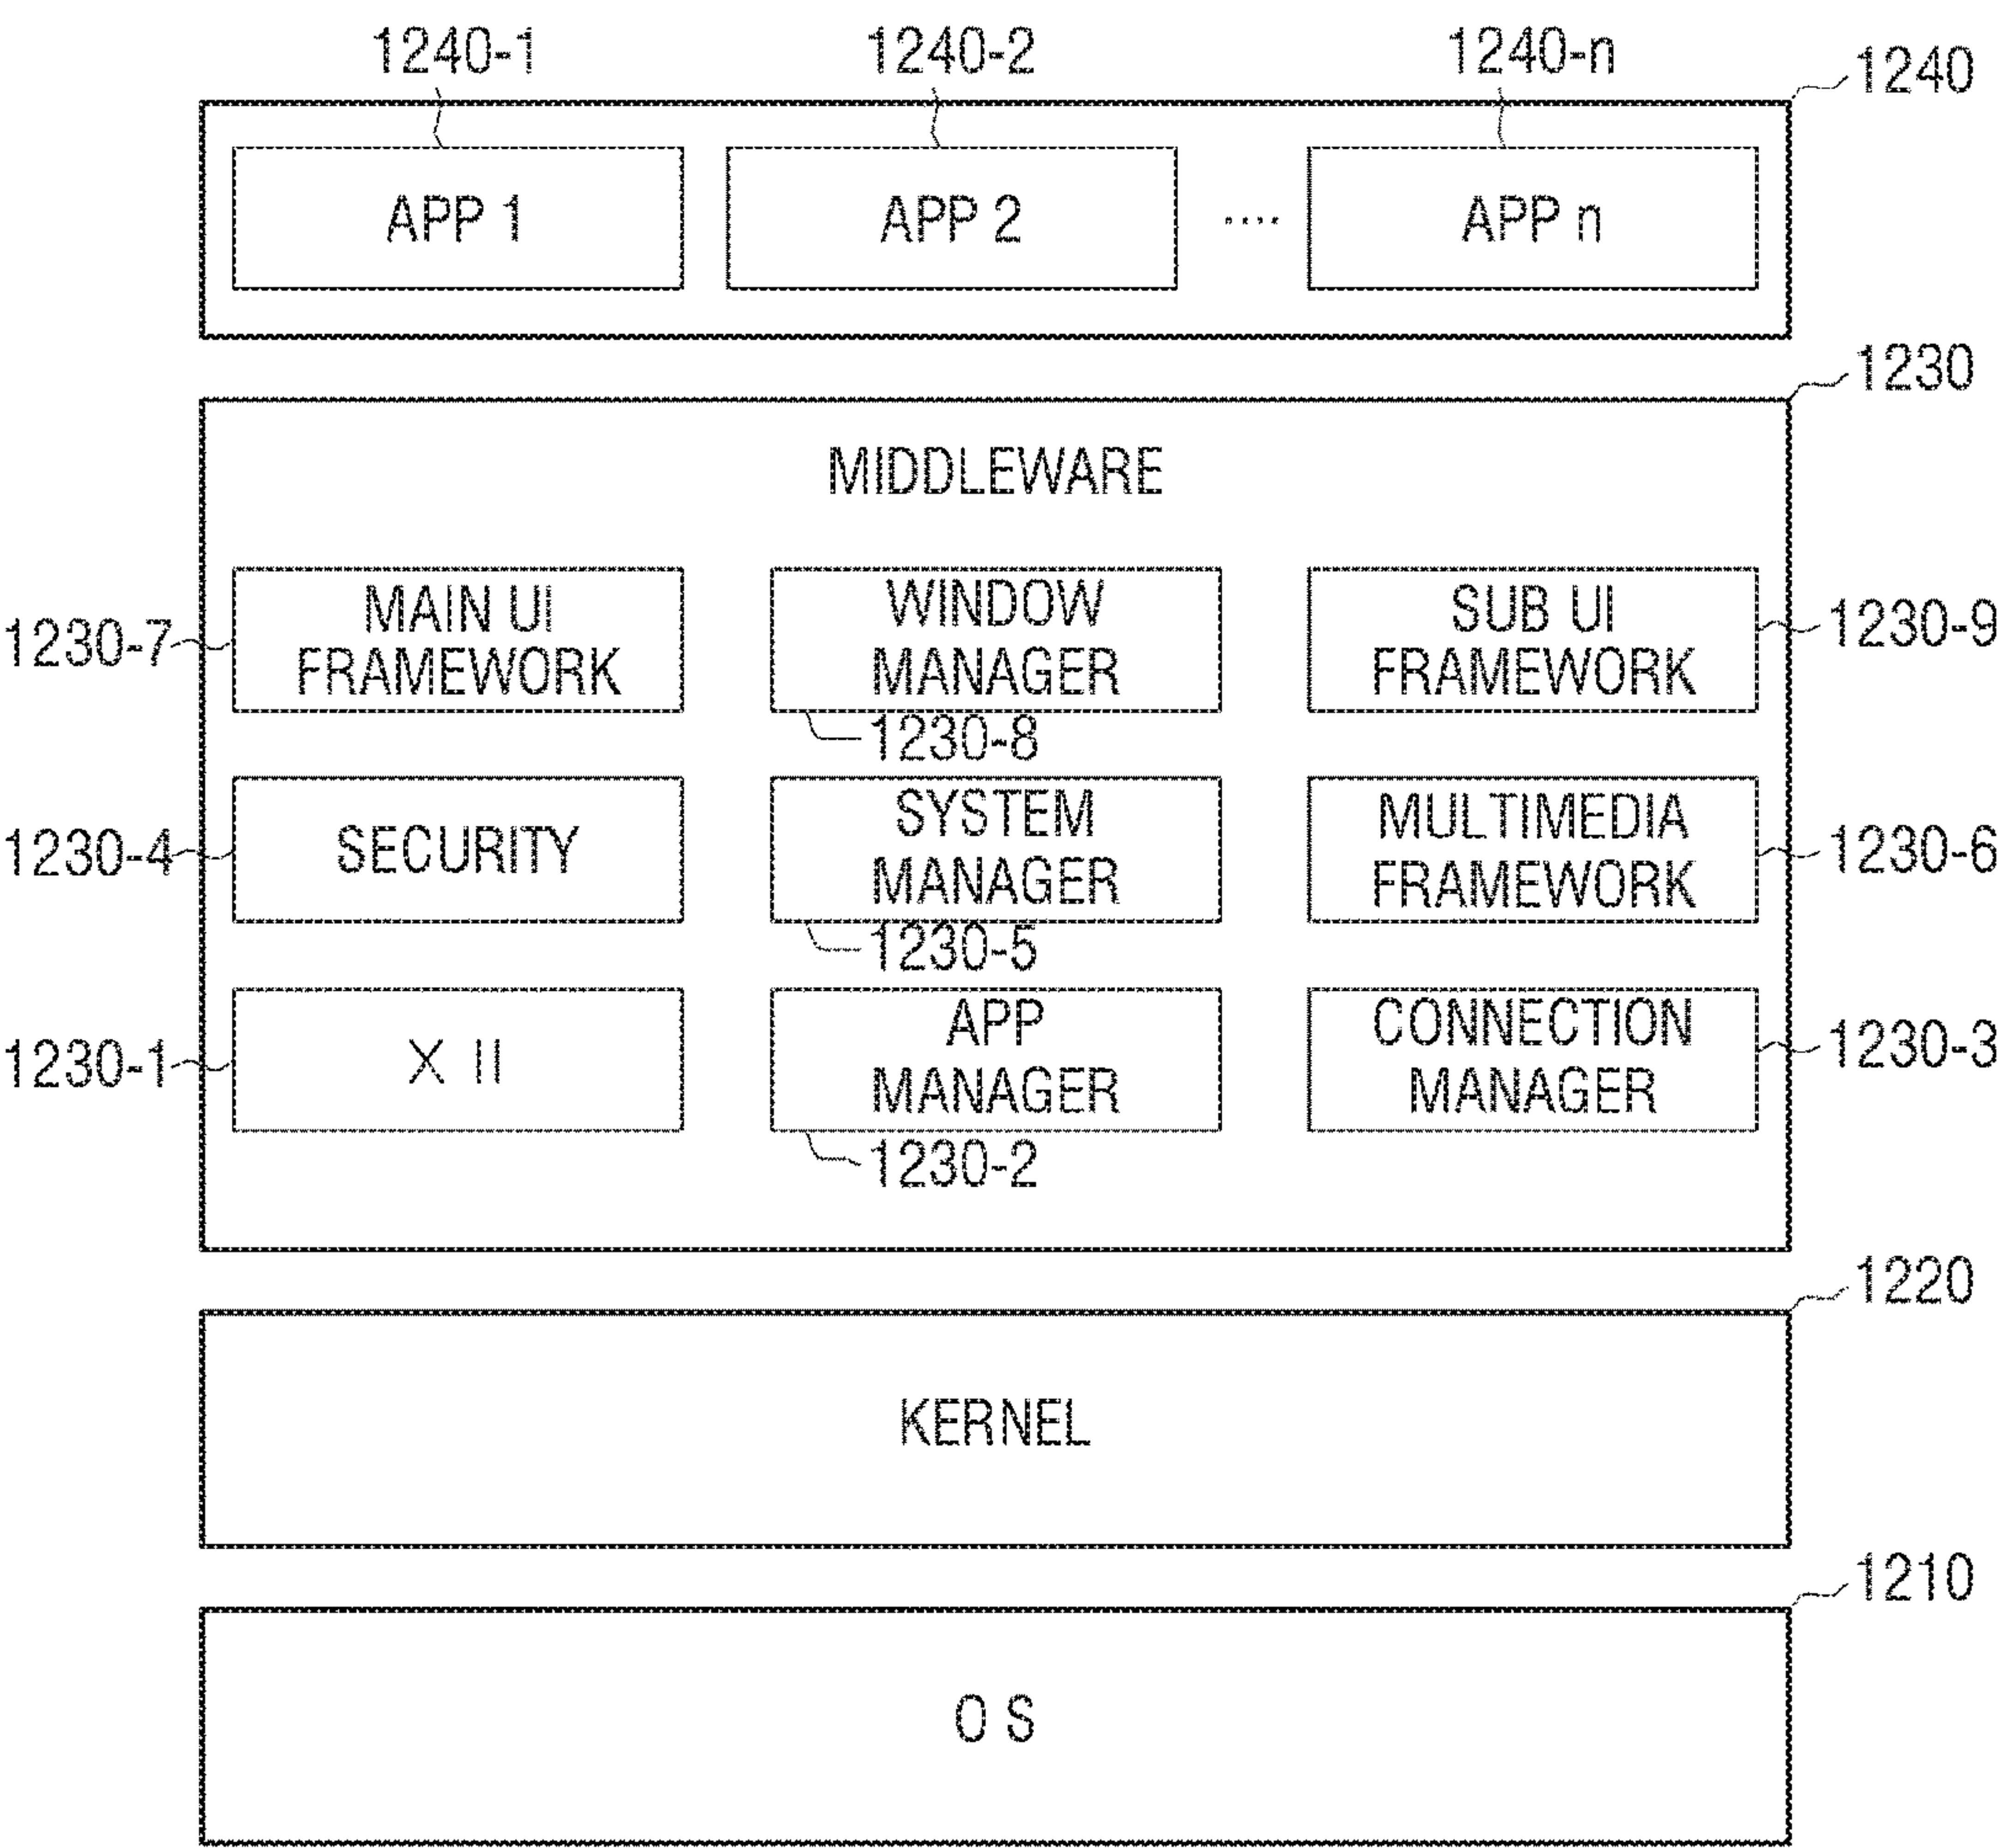 1240-1 1240-2 1240-n 1240
APP 1 APP 2 .... APP n
1230
MIDDLEWARE
1230-7 MAIN UI FRAMEWORK WINDOW MANAGER SUB UI FRAMEWORK 1230-9
1230-8
1230-4 SECURITY SYSTEM MANAGER MULTIMEDIA FRAMEWORK 1230-6
1230-5
1230-1 X II APP MANAGER CONNECTION MANAGER 1230-3
1230-2
1220
KERNEL
1210
O S